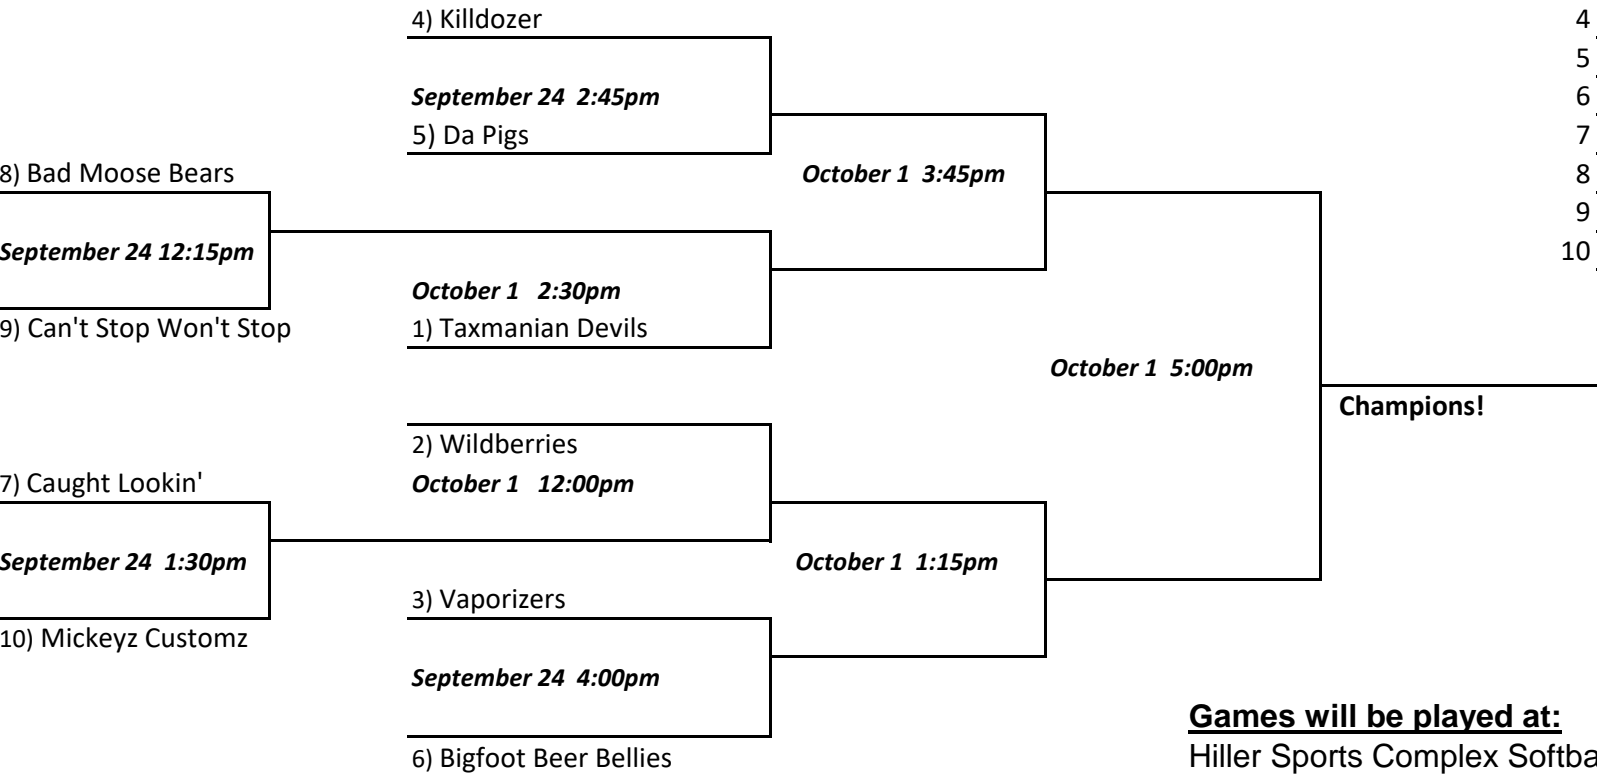 4) Killdozer
4
5
September 24 2:45pm
6
5) Da Pigs
7
8) Bad Moose Bears
October 1 3:45pm
8
9
September 24 12:15pm
10
October 1 2:30pm
9) Can't Stop Won't Stop
1) Taxmanian Devils
October 1 5:00pm
Champions!
2) Wildberries
7) Caught Lookin'
October 1 12:00pm
September 24 1:30pm
October 1 1:15pm
3) Vaporizers
10) Mickeyz Customz
September 24 4:00pm
Games will be played at:
6) Bigfoot Beer Bellies
Hiller Sports Complex